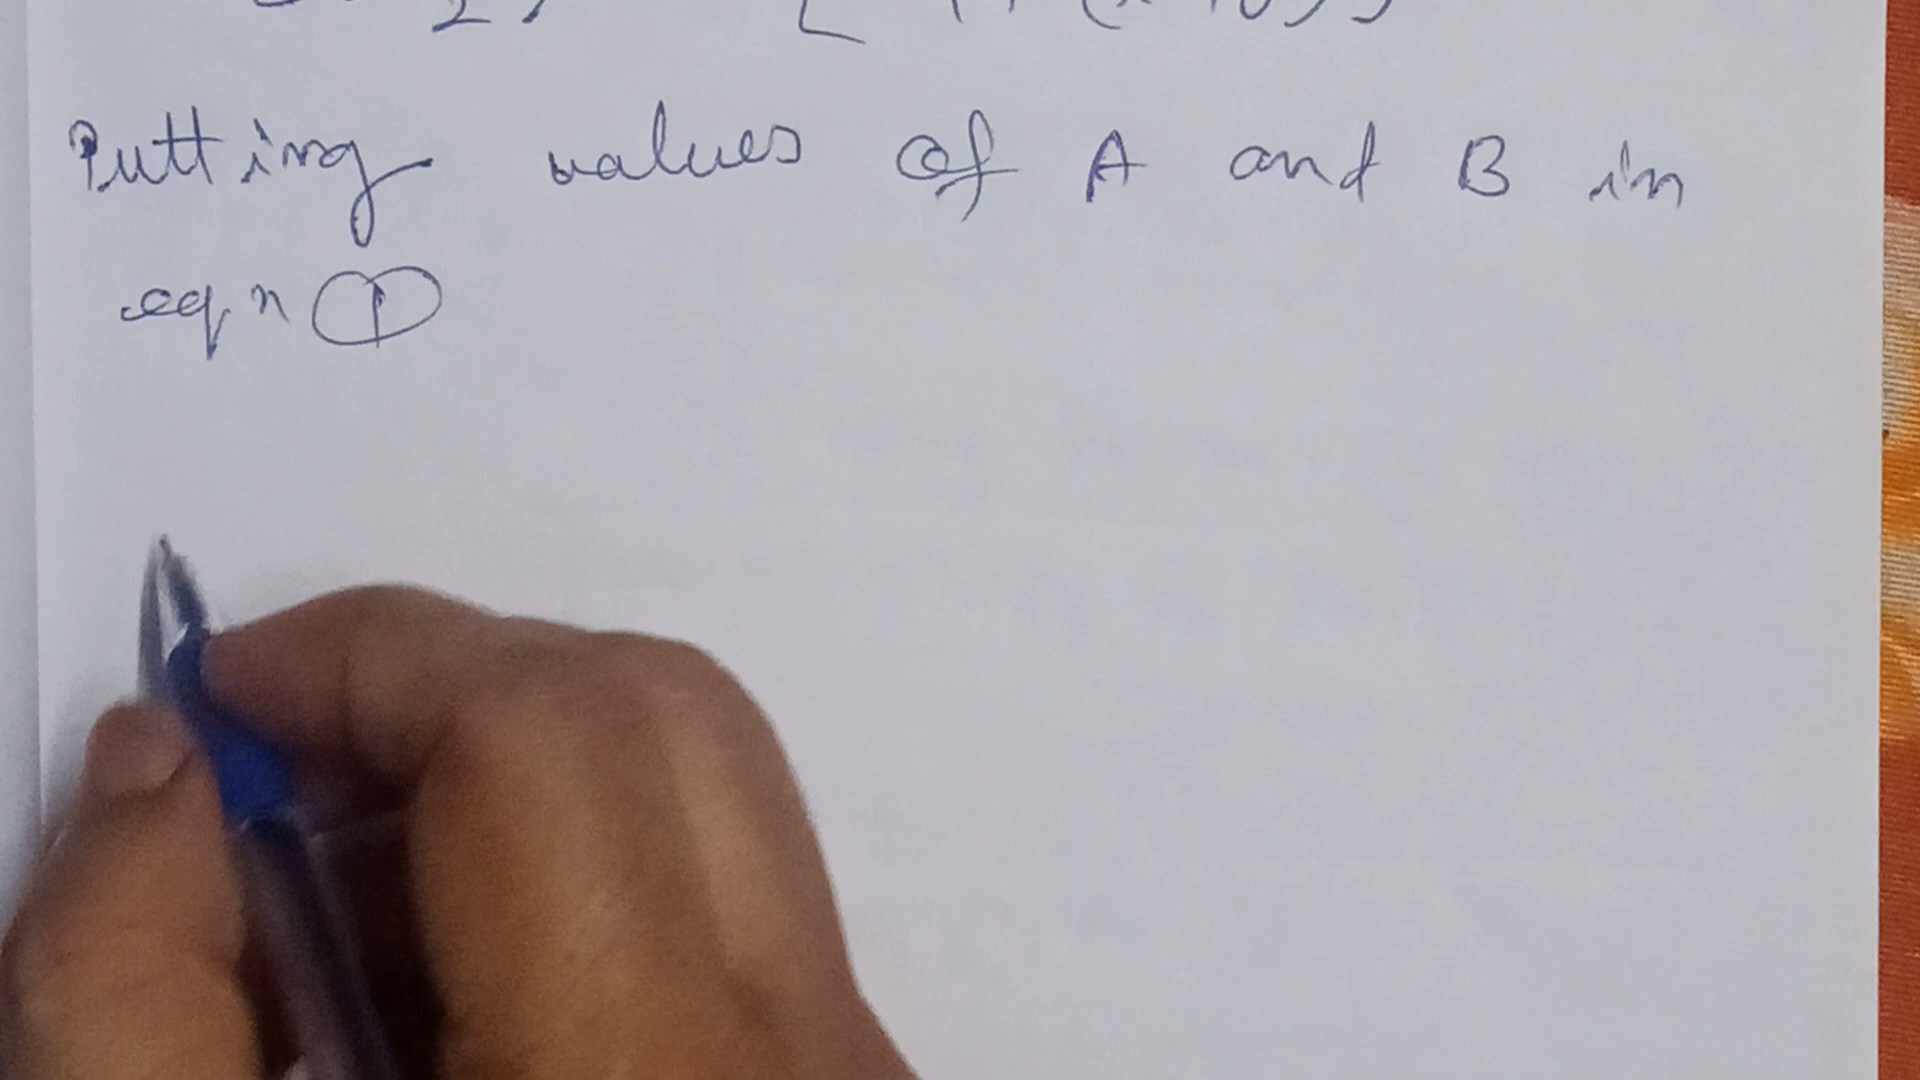 Putting values of A and B in
eqn ①